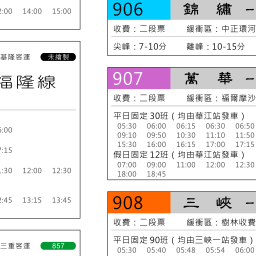 :00 14:00 15:00
基隆客運 未繪製
福隆線
:00
:15
:30 12:00 12:30
:45 13:15 13:45
三重客運 857
906 錦繡-
收費：二段票 緩衝區：中正環河
尖峰：7-10分 離峰：10-15分
907 萬華-
收費：二段票 緩衝區：福爾摩沙
平日固定30班 ( 均由華江站發車 )
05:30 06:00 06:15 06:30 06:50
09:10 09:50 10:30 11:10 11:50
15:30 16:15 16:45 17:00 17:15
假日固定12班 ( 均由華江站發車 )
07:00 09:00 11:00 12:00 12:30
18:00 18:45
908 三峽-
收費：二段票 緩衝區：樹林收費
平日固定90班 ( 均由三峽一站發車 )
05:30 05:40 05:48 05:54 06:00